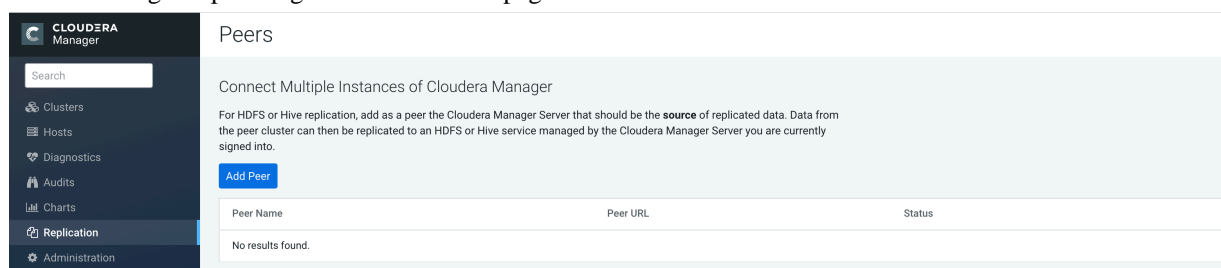 CLOUDERA
Manager
Search
Clusters
Hosts
Diagnostics
Audits
Charts
Replication
Administration
Peers
Connect Multiple Instances of Cloudera Manager
For HDFS or Hive replication, add as a peer the Cloudera Manager Server that should be the source of replicated data. Data from
the peer cluster can then be replicated to an HDFS or Hive service managed by the Cloudera Manager Server you are currently
signed into.
Add Peer
Peer Name Peer URL Status
No results found.